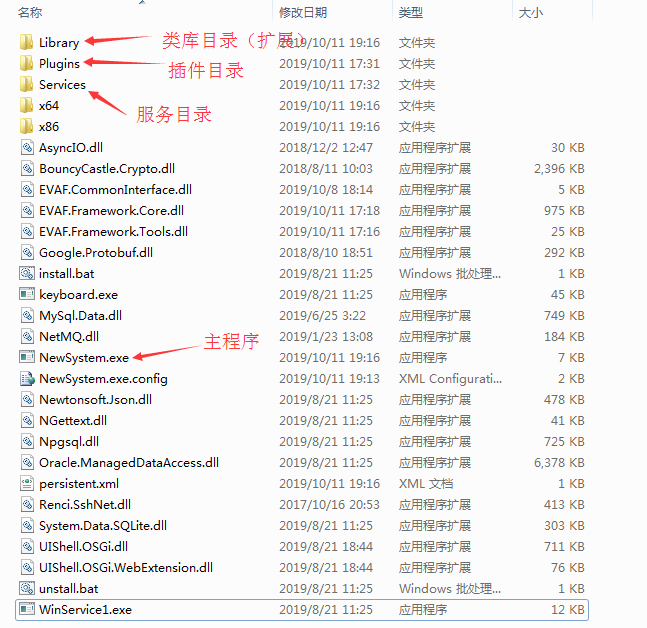 名称 修改日期 类型 大小
Library 类库目录（扩展） 2019/10/11 19:16 文件夹
Plugins 插件目录 2019/10/11 17:31 文件夹
Services 服务目录 2019/10/11 17:32 文件夹
x64 2019/10/11 19:16 文件夹
x86 2019/10/11 19:16 文件夹
AsyncIO.dll 2018/12/2 12:47 应用程序扩展 30 KB
BouncyCastle.Crypto.dll 2018/8/11 10:03 应用程序扩展 2,396 KB
EVAF.CommonInterface.dll 2019/10/8 18:14 应用程序扩展 5 KB
EVAF.Framework.Core.dll 2019/10/11 17:18 应用程序扩展 975 KB
EVAF.Framework.Tools.dll 2019/10/11 17:16 应用程序扩展 25 KB
Google.Protobuf.dll 2018/8/10 18:51 应用程序扩展 292 KB
install.bat 2019/8/21 11:25 Windows 批处理... 1 KB
keyboard.exe 2019/8/21 11:25 应用程序 45 KB
MySql.Data.dll 2019/6/25 3:22 应用程序扩展 749 KB
NetMQ.dll 2019/1/23 13:08 应用程序扩展 184 KB
NewSystem.exe 主程序 2019/10/11 19:16 应用程序 7 KB
NewSystem.exe.config 2019/10/11 19:13 XML Configurati... 2 KB
Newtonsoft.Json.dll 2019/8/21 11:25 应用程序扩展 478 KB
NGettext.dll 2019/8/21 11:25 应用程序扩展 41 KB
Npgsql.dll 2019/8/21 11:25 应用程序扩展 725 KB
Oracle.ManagedDataAccess.dll 2019/8/21 11:25 应用程序扩展 6,378 KB
persistent.xml 2019/10/11 19:16 XML 文档 1 KB
Renci.SshNet.dll 2017/10/16 20:53 应用程序扩展 413 KB
System.Data.SQLite.dll 2019/8/21 11:25 应用程序扩展 303 KB
UIShell.OSGi.dll 2019/8/21 18:44 应用程序扩展 711 KB
UIShell.OSGi.WebExtension.dll 2019/8/21 18:44 应用程序扩展 76 KB
unstall.bat 2019/8/21 11:25 Windows 批处理... 1 KB
WinService1.exe 2019/8/21 11:25 应用程序 12 KB